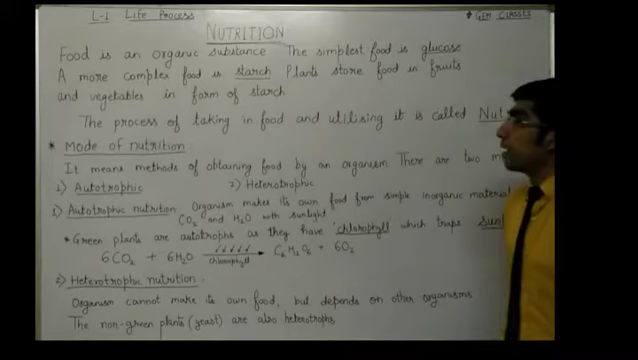 L-1 Life Process + GEM CLASSES
NUTRITION
Food is an organic substance The simplest food is glucose
A more complex food is starch Plants store food in fruits
and vegetables in form of starch
The process of taking in food and utilising it is called
* Mode of nutrition
It means methods of obtaining food by an organism There are two
1) Autotrophic 2) Heterotrophic
1) Autotrophic nutrition Organism makes its own food from simple inorganic material
CO2 and H2O with sunlight
* Green plants are autotrophs as they have 'chlorophyll which traps
6CO2 + 6H2O → C6H12O6 + 6O2
chlorophyll
2) Heterotrophic nutrition
Organism cannot make its own food, but depends on other organisms
The non-green plants (yeast) are also heterotrophs